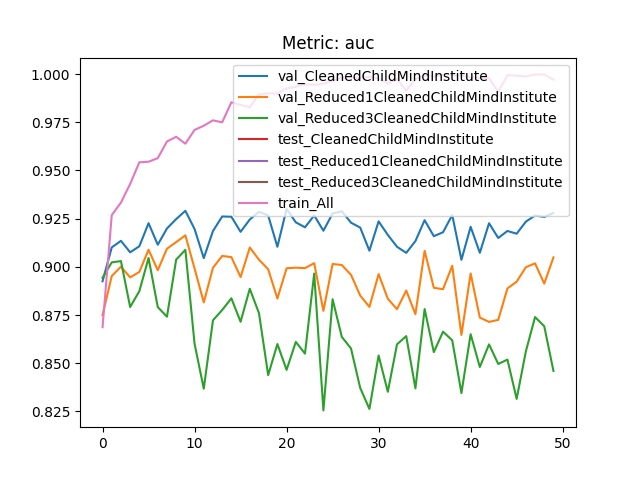 Metric: auc
1.000
0.975
0.950
0.925
0.900
0.875
0.850
0.825
0
10
20
30
40
50
val_CleanedChildMindInstitute
val_Reduced1CleanedChildMindInstitute
val_Reduced3CleanedChildMindInstitute
test_CleanedChildMindInstitute
test_Reduced1CleanedChildMindInstitute
test_Reduced3CleanedChildMindInstitute
train_All